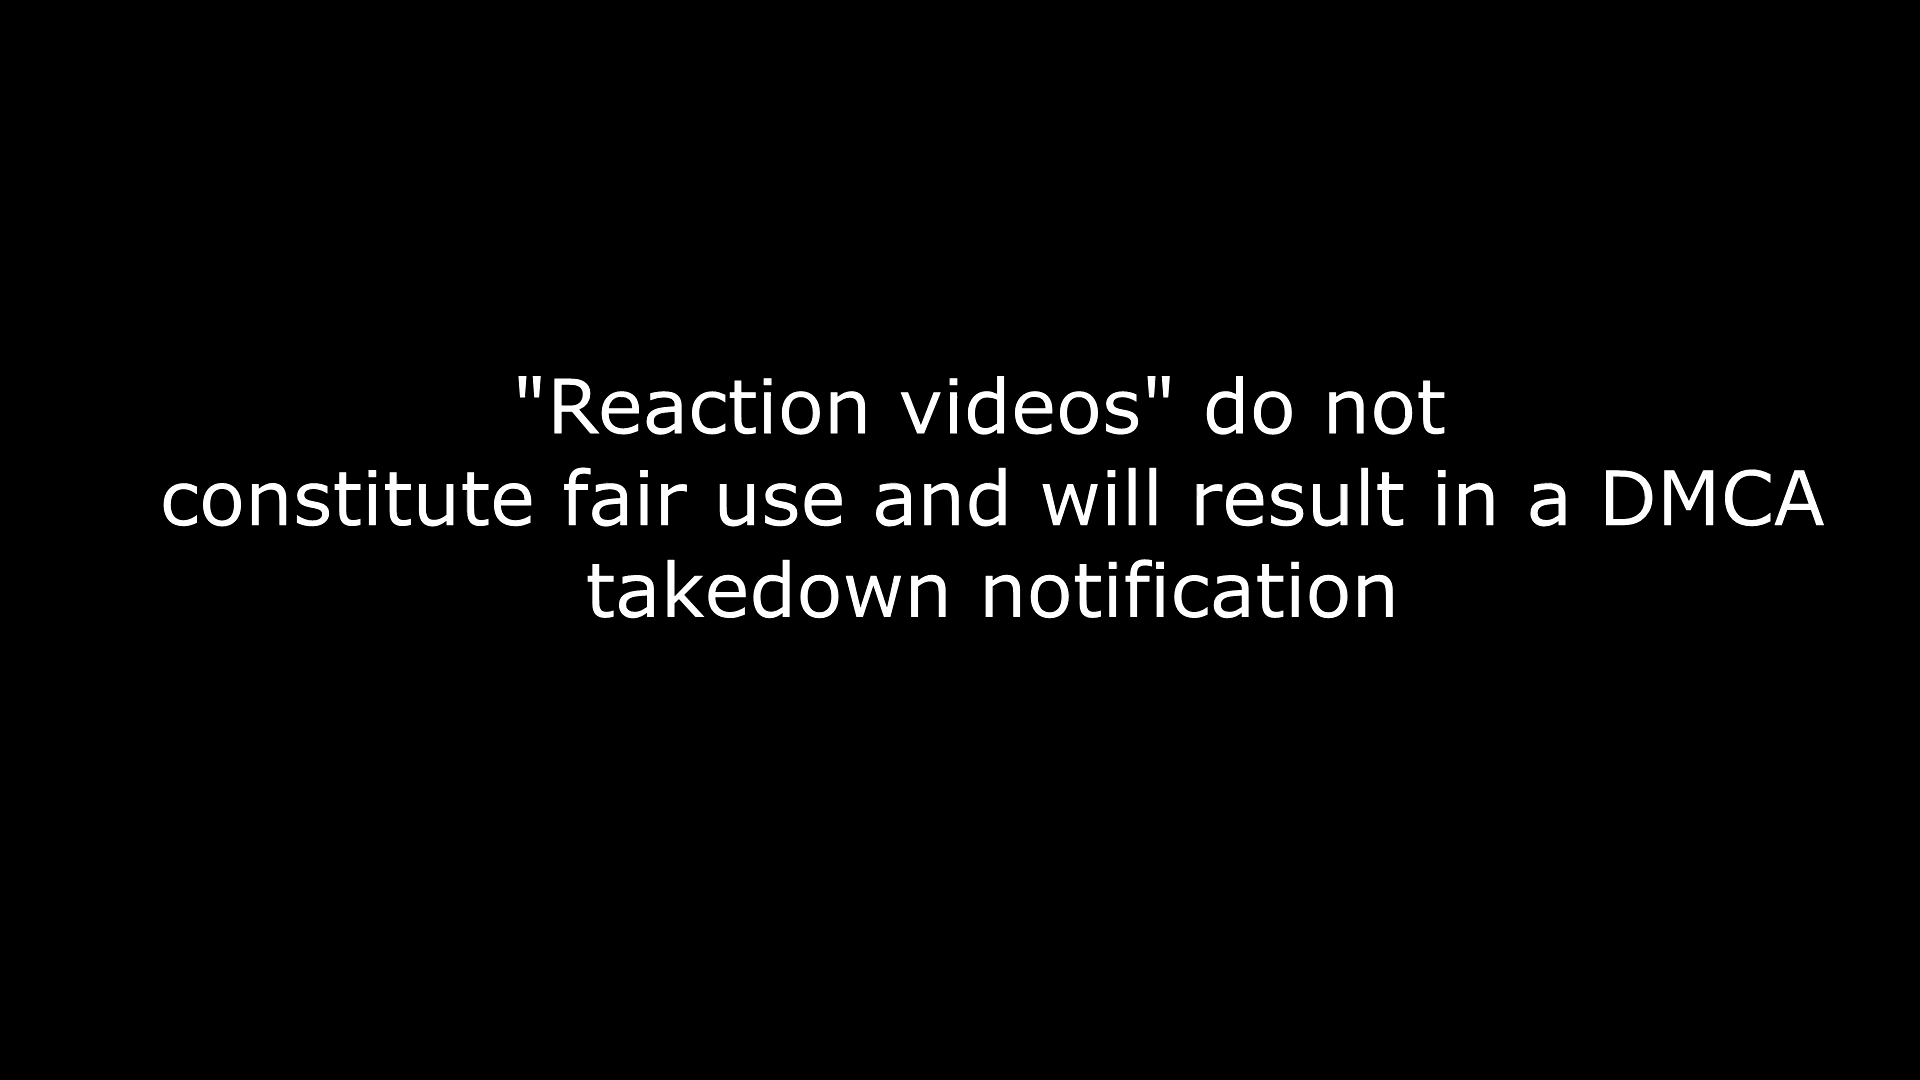 "Reaction videos" do not
constitute fair use and will result in a DMCA
takedown notification